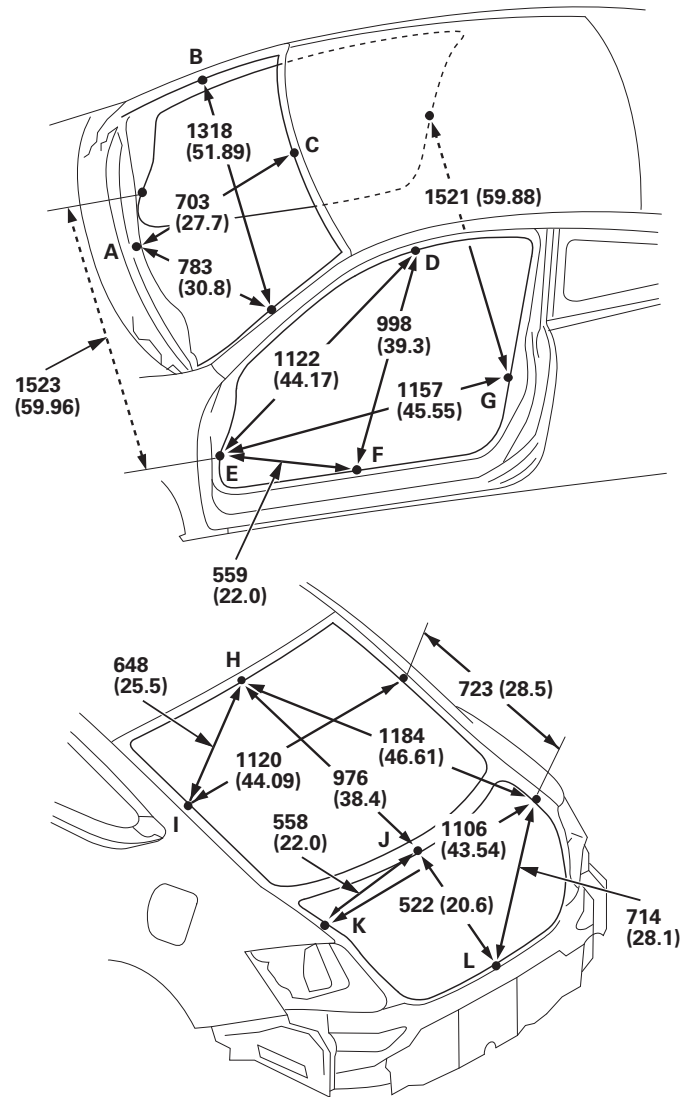 B
1318
(51.89)
C
703
(27.7)
1521 (59.88)
A
783
(30.8)
D
998
(39.3)
1122
(44.17)
1157
(45.55)
G
1523
(59.96)
E
F
559
(22.0)
H
648
(25.5)
723 (28.5)
1184
(46.61)
1120
(44.09)
976
(38.4)
I
558
(22.0)
J
1106
(43.54)
K
522 (20.6)
714
(28.1)
L